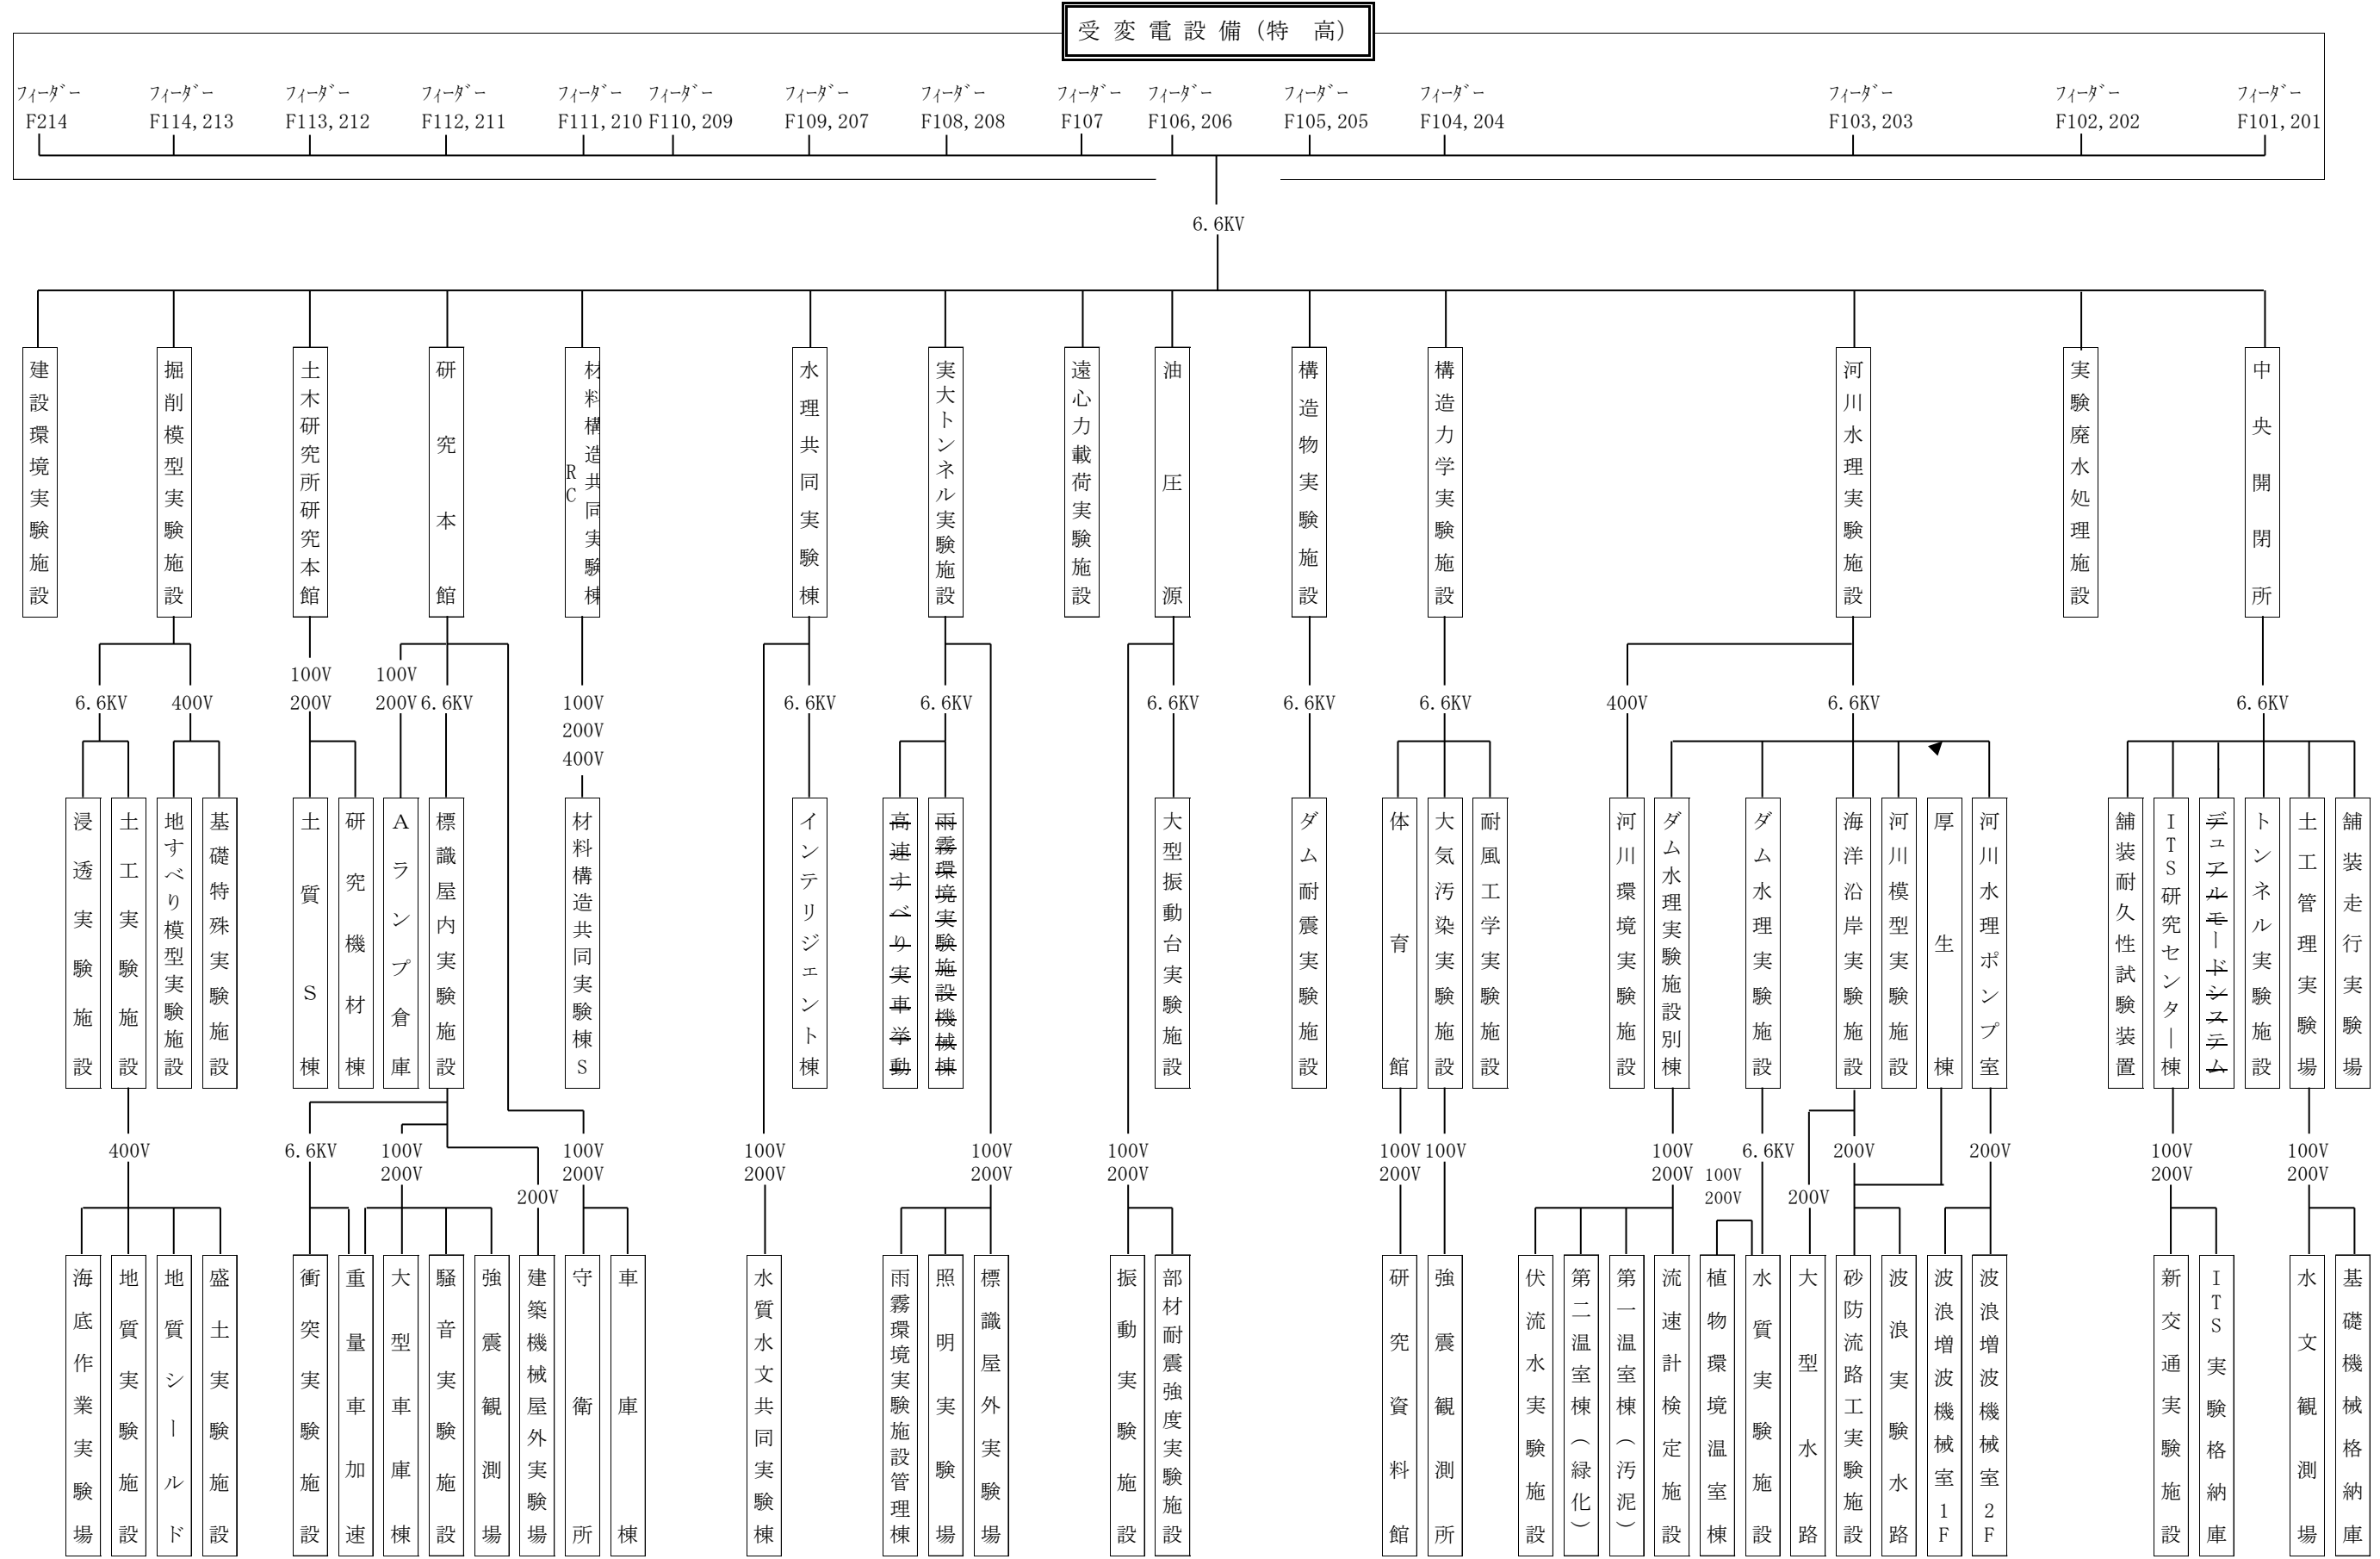 受変電設備(特　高)
ﾌｨｰﾀﾞｰ ﾌｨｰﾀﾞｰ ﾌｨｰﾀﾞｰ ﾌｨｰﾀﾞｰ ﾌｨｰﾀﾞｰ ﾌｨｰﾀﾞｰ ﾌｨｰﾀﾞｰ ﾌｨｰﾀﾞｰ ﾌｨｰﾀﾞｰ ﾌｨｰﾀﾞｰ ﾌｨｰﾀﾞｰ ﾌｨｰﾀﾞｰ ﾌｨｰﾀﾞｰ ﾌｨｰﾀﾞｰ ﾌｨｰﾀﾞｰ
F214 F114,213 F113,212 F112,211 F111,210 F110,209 F109,207 F108,208 F107 F106,206 F105,205 F104,204 F103,203 F102,202 F101,201
6.6KV
建設環境実験施設
掘削模型実験施設
土木研究所研究本館
研究本館
材料構造共同実験棟
RC
水理共同実験棟
実大トンネル実験施設
遠心力載荷実験施設
油圧源
構造物実験施設
構造力学実験施設
河川水理実験施設
実験廃水処理施設
中央開閉所
100V 100V
6.6KV 400V 200V 200V 6.6KV 100V 6.6KV 6.6KV 6.6KV 6.6KV 6.6KV 400V 6.6KV 6.6KV
200V
400V
浸透実験施設
土工実験施設
地すべり模型実験施設
基礎特殊実験施設
土質S棟
研究機材棟
Aランプ倉庫
標識屋内実験施設
材料構造共同実験棟S
インテリジェント棟
高速すべり実車挙動
雨霧環境実験施設機械棟
大型振動台実験施設
ダム耐震実験施設
体育館
大気汚染実験施設
耐風工学実験施設
河川環境実験施設
ダム水理実験施設別棟
ダム水理実験施設
海洋沿岸実験施設
河川模型実験施設
厚生棟
河川水理ポンプ室
舗装耐久性試験装置
ITS研究センター棟
デュアルモードシステム
トンネル実験施設
土工管理実験場
舗装走行実験場
400V 6.6KV 100V 100V 100V 100V 100V 100V 100V 100V 6.6KV 200V 200V 100V 100V
200V 200V 200V 200V 200V 200V 200V 100V 200V 200V
200V 200V 200V
海底作業実験場
地質実験施設
地質シールド
盛土実験施設
衝突実験施設
重量車加速
大型車庫棟
騒音実験施設
強震観測場
建築機械屋外実験場
守衛所
車庫棟
水質水文共同実験棟
雨霧環境実験施設管理棟
照明実験場
標識屋外実験場
振動実験施設
部材耐震強度実験施設
研究資料館
強震観測所
伏流水実験施設
第二温室棟（緑化）
第一温室棟（汚泥）
流速計検定施設
植物環境温室棟
水質実験施設
大型水路
砂防流路工実験施設
波浪実験水路
波浪増波機械室1F
波浪増波機械室2F
新交通実験施設
ITS実験格納庫
水文観測場
基礎機械格納庫